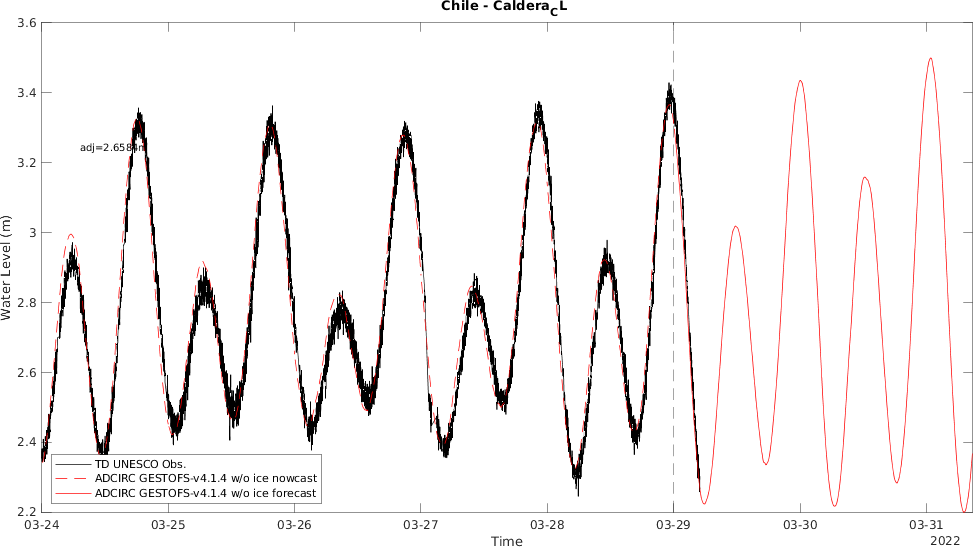 Chile - Caldera_CL
3.6
3.4
3.2
3
2.8
2.6
2.4
2.2
Water Level (m)
adj=2.6584m
TD UNESCO Obs.
ADCIRC GESTOFS-v4.1.4 w/o ice nowcast
ADCIRC GESTOFS-v4.1.4 w/o ice forecast
03-24 03-25 03-26 03-27 03-28 03-29 03-30 03-31
Time
2022